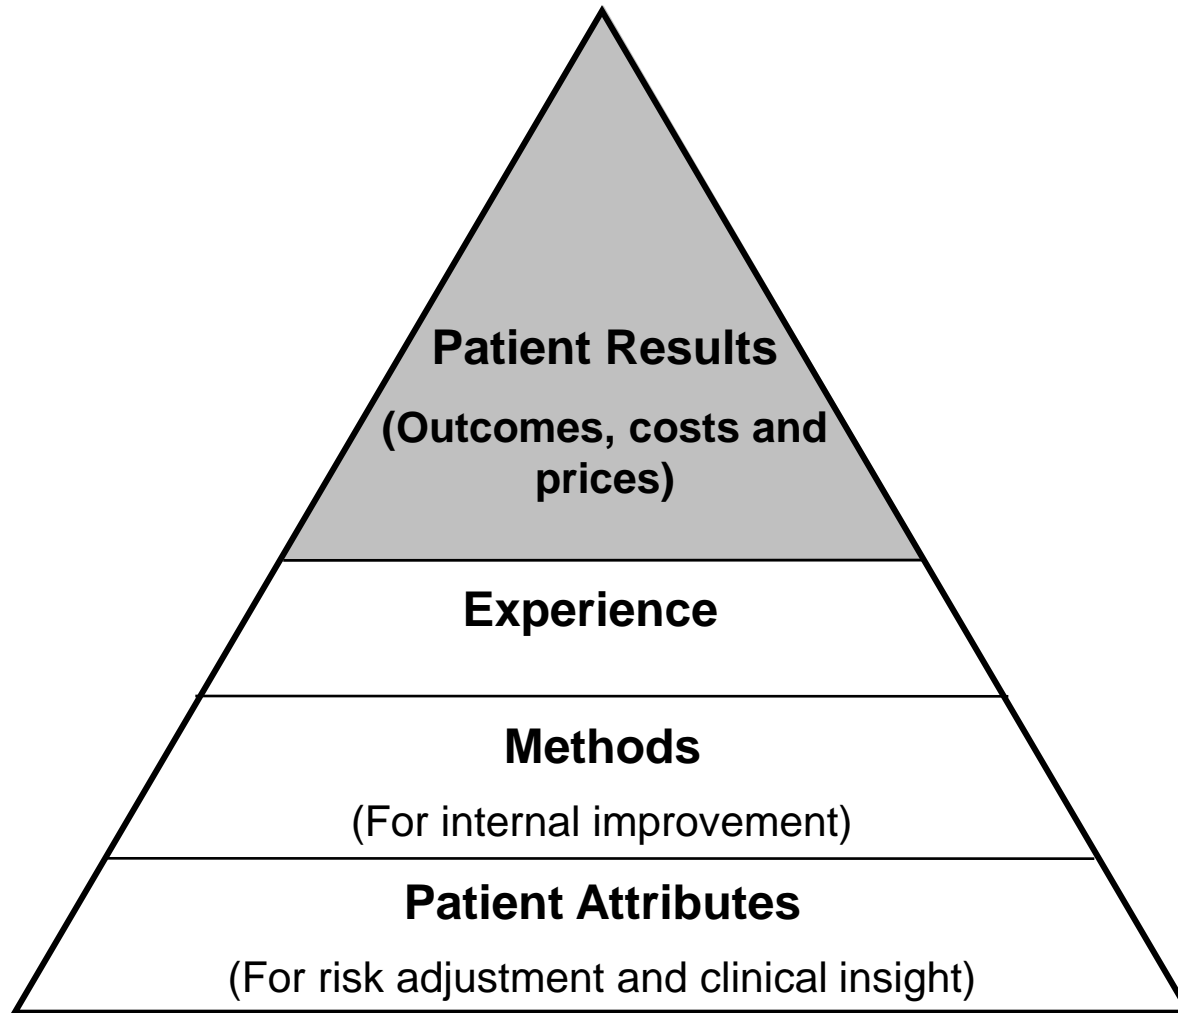 Patient Results
(Outcomes, costs and
prices)
Experience
Methods
(For internal improvement)
Patient Attributes
(For risk adjustment and clinical insight)